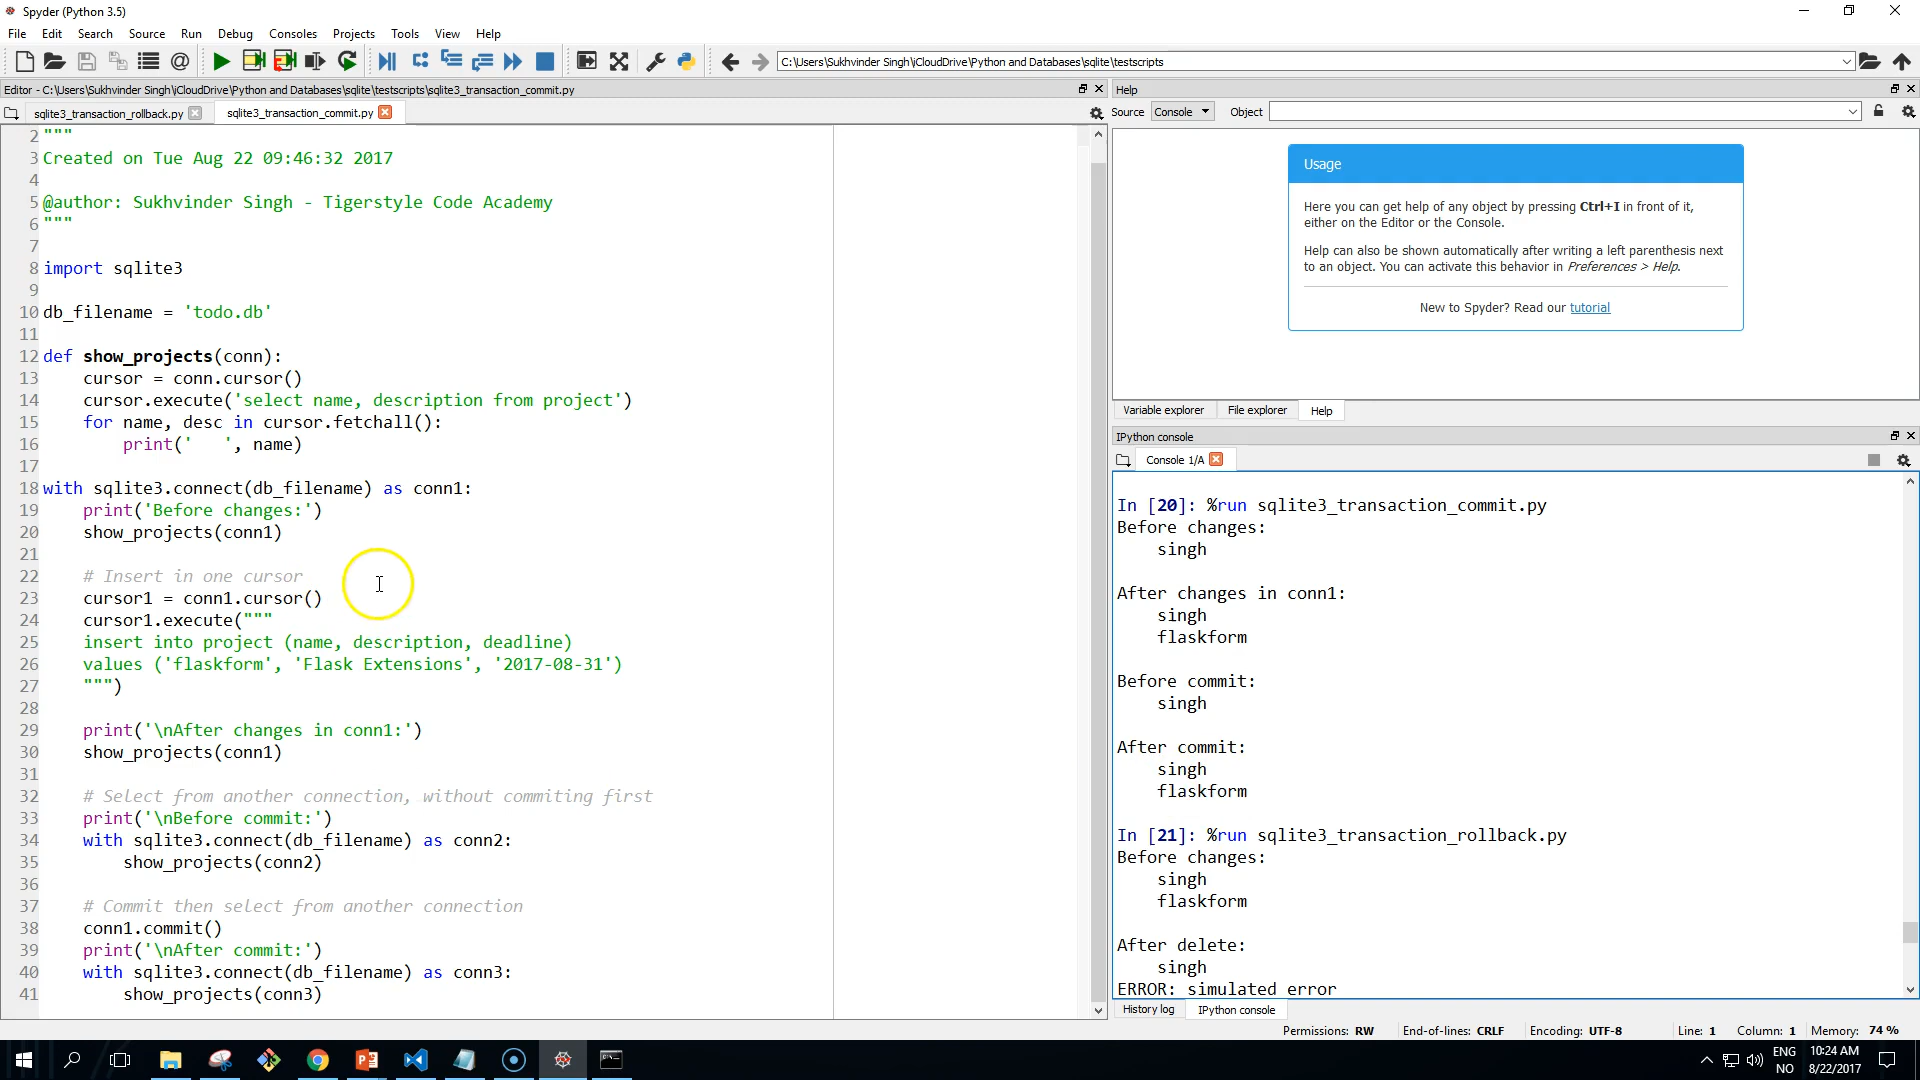 Spyder (Python 3.5)
File Edit Search Source Run Debug Consoles Projects Tools View Help
C:\Users\Sukhvinder Singh\iCloudDrive\Python and Databases\sqlite\testscripts
Editor - C:\Users\Sukhvinder Singh\iCloudDrive\Python and Databases\sqlite\testscripts\sqlite3_transaction_commit.py
sqlite3_transaction_rollback.py sqlite3_transaction_commit.py
2 """
3 Created on Tue Aug 22 09:46:32 2017
4
5 @author: Sukhvinder Singh - Tigerstyle Code Academy
6 """
7
8 import sqlite3
9
10 db_filename = 'todo.db'
11
12 def show_projects(conn):
13     cursor = conn.cursor()
14     cursor.execute('select name, description from project')
15     for name, desc in cursor.fetchall():
16         print('   ', name)
17
18 with sqlite3.connect(db_filename) as conn1:
19     print('Before changes:')
20     show_projects(conn1)
21
22     # Insert in one cursor
23     cursor1 = conn1.cursor()
24     cursor1.execute("""
25     insert into project (name, description, deadline)
26     values ('flaskform', 'Flask Extensions', '2017-08-31')
27     """)
28
29     print('\nAfter changes in conn1:')
30     show_projects(conn1)
31
32     # Select from another connection, without commiting first
33     print('\nBefore commit:')
34     with sqlite3.connect(db_filename) as conn2:
35         show_projects(conn2)
36
37     # Commit then select from another connection
38     conn1.commit()
39     print('\nAfter commit:')
40     with sqlite3.connect(db_filename) as conn3:
41         show_projects(conn3)
Help
Source Console Object
Usage
Here you can get help of any object by pressing Ctrl+I in front of it,
either on the Editor or the Console.
Help can also be shown automatically after writing a left parenthesis next
to an object. You can activate this behavior in Preferences > Help.
New to Spyder? Read our tutorial
Variable explorer File explorer Help
IPython console
Console 1/A
In [20]: %run sqlite3_transaction_commit.py
Before changes:
    singh
After changes in conn1:
    singh
    flaskform
Before commit:
    singh
After commit:
    singh
    flaskform
In [21]: %run sqlite3_transaction_rollback.py
Before changes:
    singh
    flaskform
After delete:
    singh
ERROR: simulated error
History log IPython console
Permissions: RW End-of-lines: CRLF Encoding: UTF-8 Line: 1 Column: 1 Memory: 74 %
ENG 10:24 AM
NO 8/22/2017